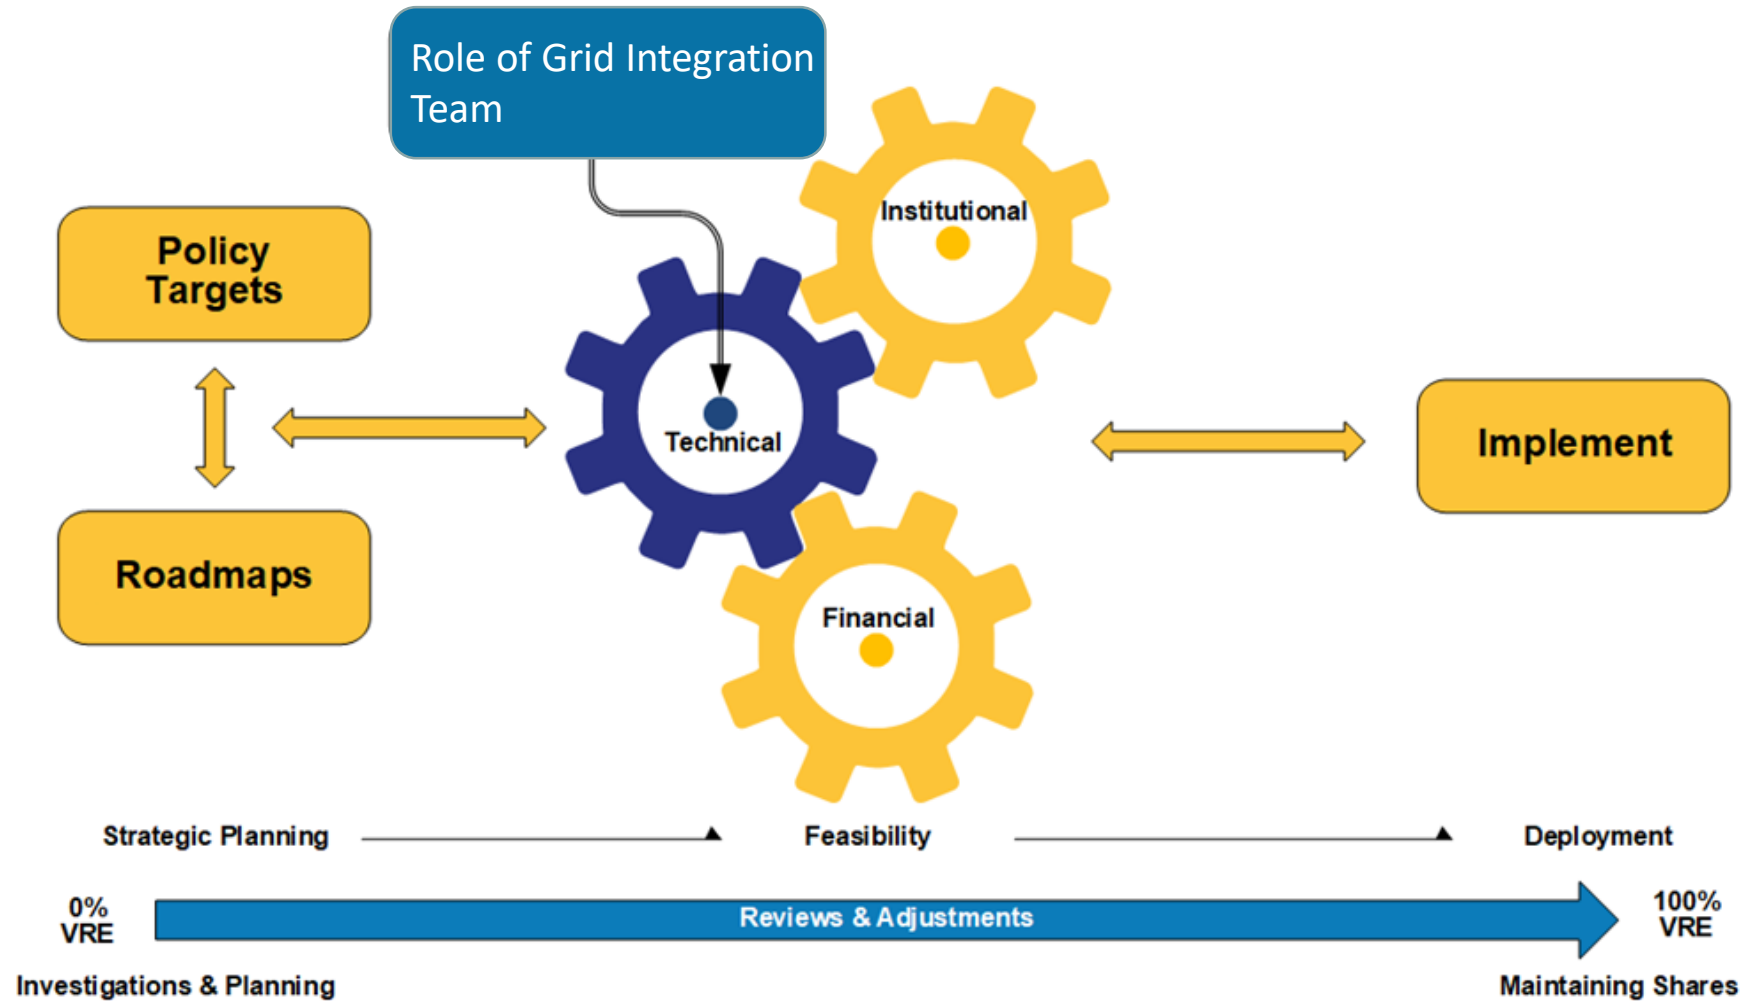 Role of Grid Integration
Team
Institutional
Policy
Targets
Technical
Implement
Roadmaps
Financial
Strategic Planning
Feasibility
Deployment
0%
VRE
Reviews & Adjustments
100%
VRE
Investigations & Planning
Maintaining Shares